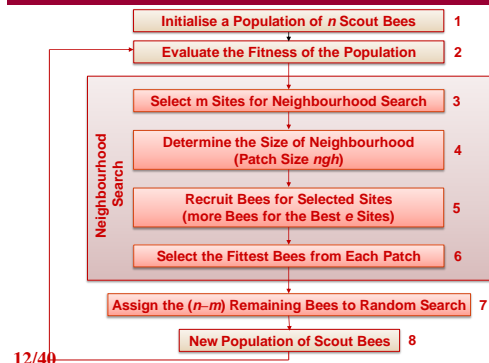 Initialise a Population of n Scout Bees 1
Evaluate the Fitness of the Population 2
Neighbourhood
Search
Select m Sites for Neighbourhood Search 3
Determine the Size of Neighbourhood
(Patch Size ngh) 4
Recruit Bees for Selected Sites
(more Bees for the Best e Sites) 5
Select the Fittest Bees from Each Patch 6
Assign the (n–m) Remaining Bees to Random Search 7
New Population of Scout Bees 8
12/40